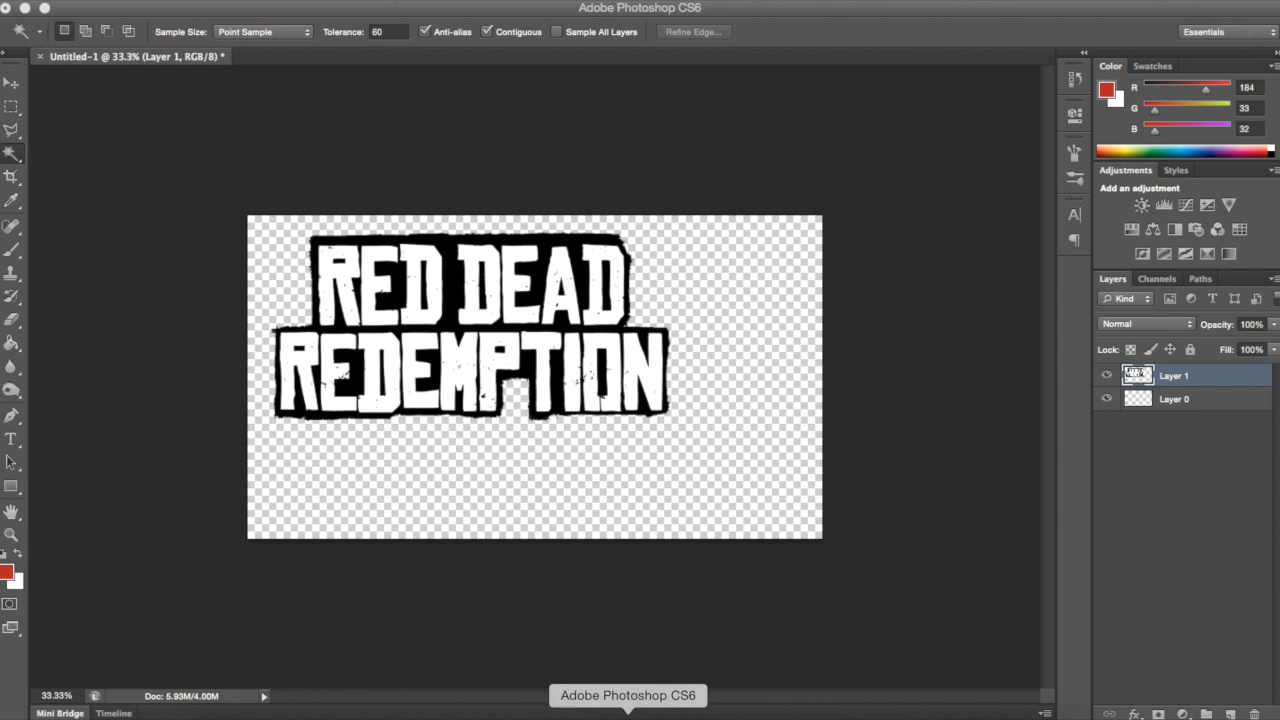 Adobe Photoshop CS6
Sample Size: Point Sample Tolerance: 60 Anti-alias Contiguous Sample All Layers Refine Edge... Essentials
× Untitled-1 @ 33.3% (Layer 1, RGB/8) *
Color Swatches
R 184
G 33
B 32
Adjustments Styles
Add an adjustment
RED DEAD
REDEMPTION
Layers Channels Paths
Kind
Normal Opacity: 100%
Lock: Fill: 100%
Layer 1
Layer 0
33.33% Doc: 5.93M/4.00M
Adobe Photoshop CS6
Mini Bridge Timeline